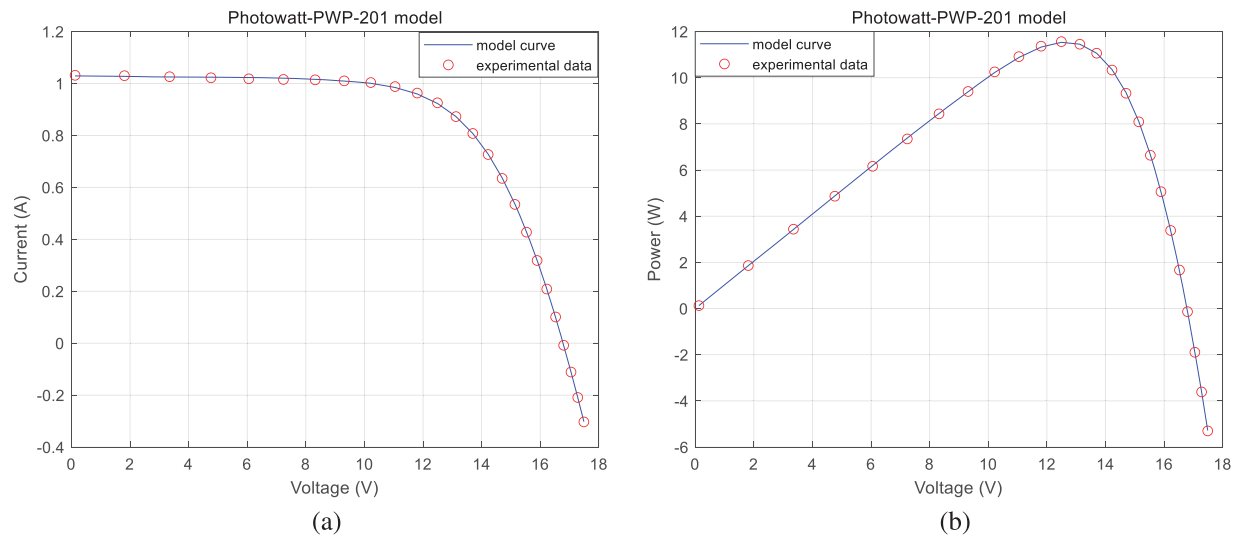 Photowatt-PWP-201 model
1.2
1
0.8
0.6
0.4
0.2
0
-0.2
-0.4
Current (A)
model curve
experimental data
0 2 4 6 8 10 12 14 16 18
Voltage (V)
(a)
Photowatt-PWP-201 model
12
10
8
6
4
2
0
-2
-4
-6
Power (W)
model curve
experimental data
0 2 4 6 8 10 12 14 16 18
Voltage (V)
(b)